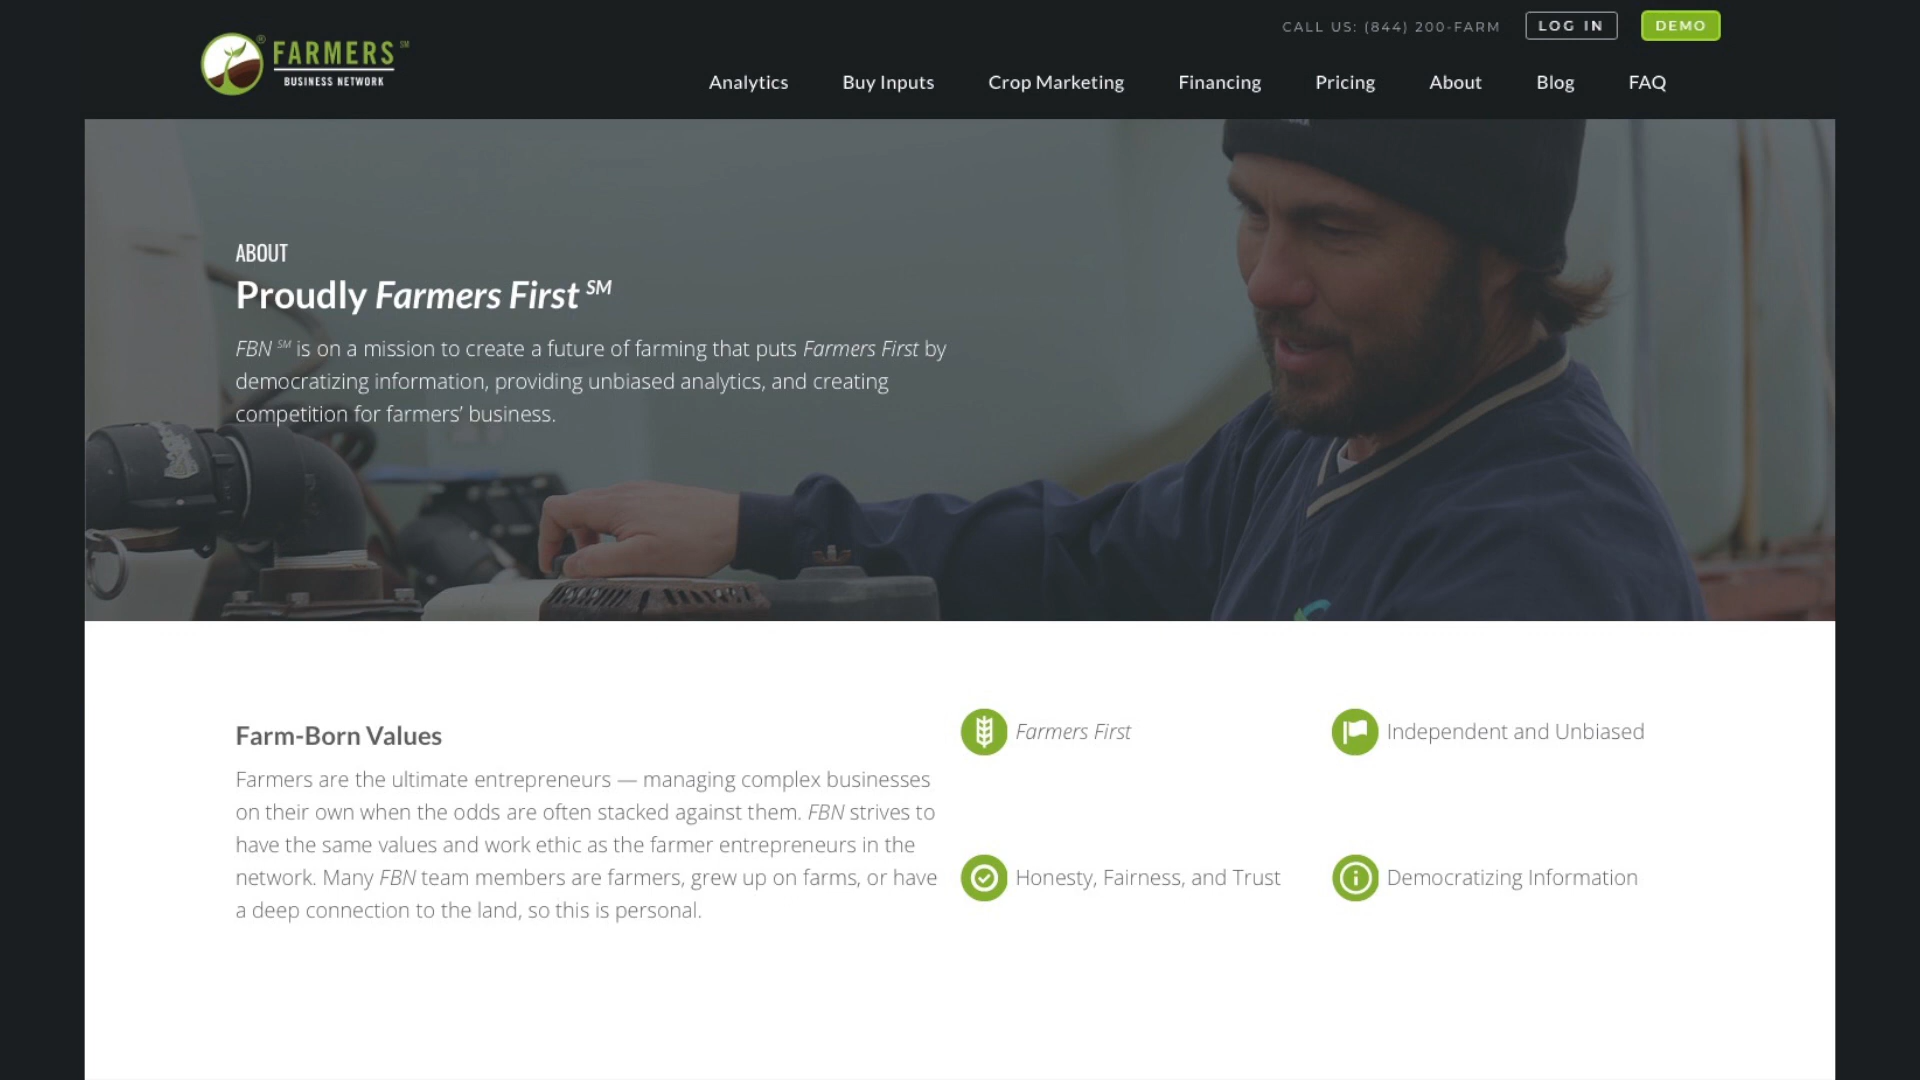 CALL US: (844) 200-FARM
LOG IN
DEMO
FARMERS SM
BUSINESS NETWORK
Analytics
Buy Inputs
Crop Marketing
Financing
Pricing
About
Blog
FAQ
ABOUT
Proudly Farmers First SM
FBN SM is on a mission to create a future of farming that puts Farmers First by
democratizing information, providing unbiased analytics, and creating
competition for farmers’ business.
Farm-Born Values
Farmers are the ultimate entrepreneurs — managing complex businesses
on their own when the odds are often stacked against them. FBN strives to
have the same values and work ethic as the farmer entrepreneurs in the
network. Many FBN team members are farmers, grew up on farms, or have
a deep connection to the land, so this is personal.
Farmers First
Independent and Unbiased
Honesty, Fairness, and Trust
Democratizing Information